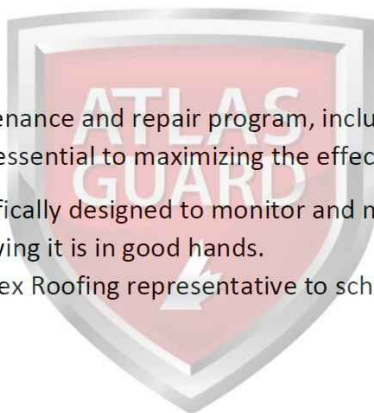 ATLAS
GUARD
enance and repair program, inclu
essential to maximizing the effec
fically designed to monitor and m
ving it is in good hands.
ex Roofing representative to sch